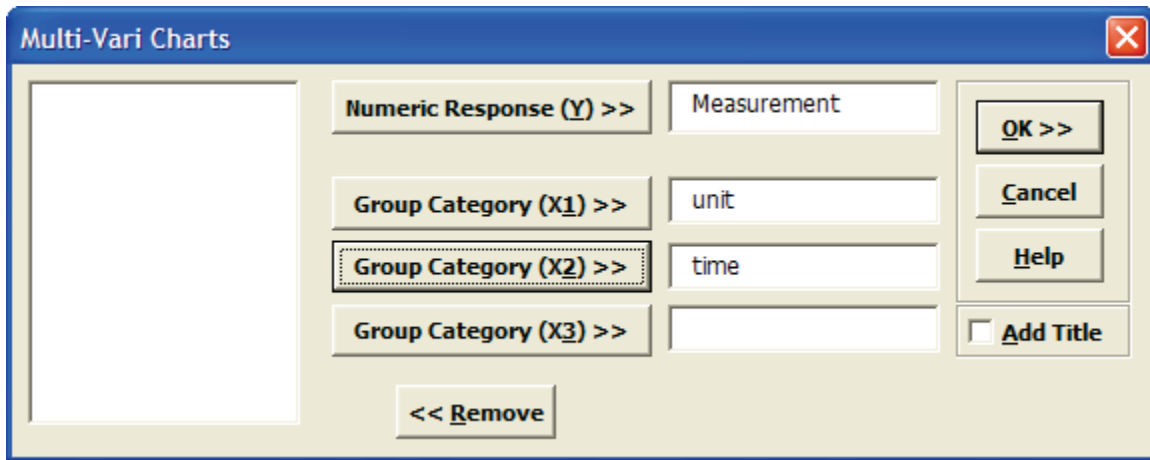 Multi-Vari Charts
Numeric Response (Y) >>
Measurement
OK >>
Group Category (X1) >>
unit
Cancel
Group Category (X2) >>
time
Help
Group Category (X3) >>
Add Title
<< Remove